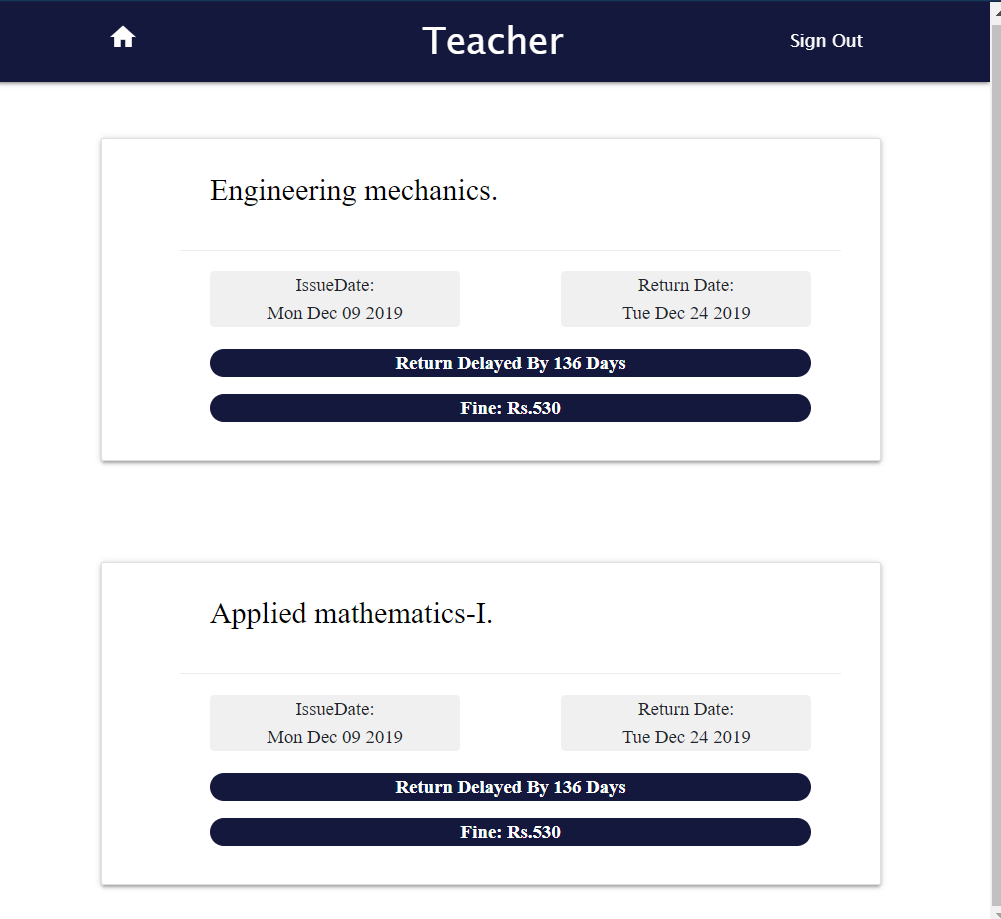 Teacher
Sign Out
Engineering mechanics.
IssueDate:
Mon Dec 09 2019
Return Date:
Tue Dec 24 2019
Return Delayed By 136 Days
Fine: Rs.530
Applied mathematics-I.
IssueDate:
Mon Dec 09 2019
Return Date:
Tue Dec 24 2019
Return Delayed By 136 Days
Fine: Rs.530